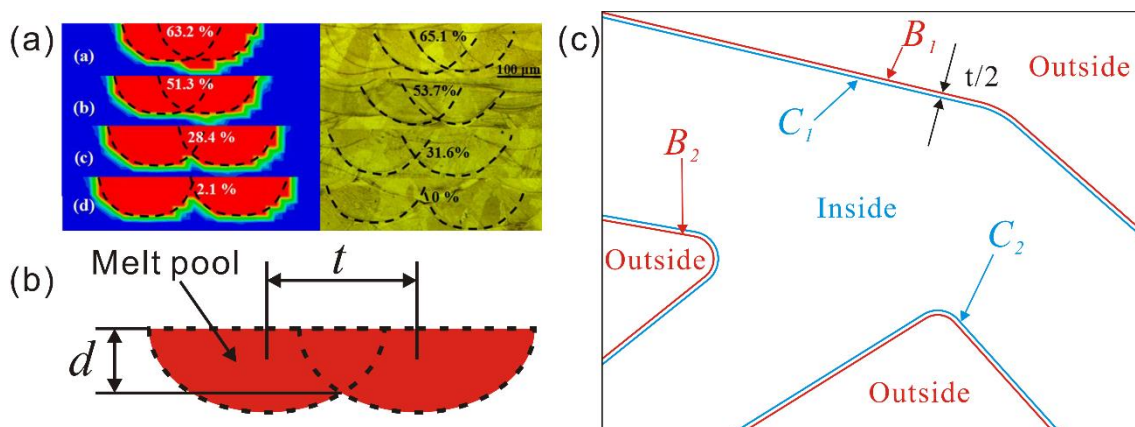 (a)
63.2 %
(a)
51.3 %
(b)
28.4 %
(c)
2.1 %
(d)
65.1 %
100 μm
53.7%
31.6%
0 %
(b)
Melt pool
t
d
(c)
B1
Outside
t/2
C1
B2
Inside
Outside
C2
Outside